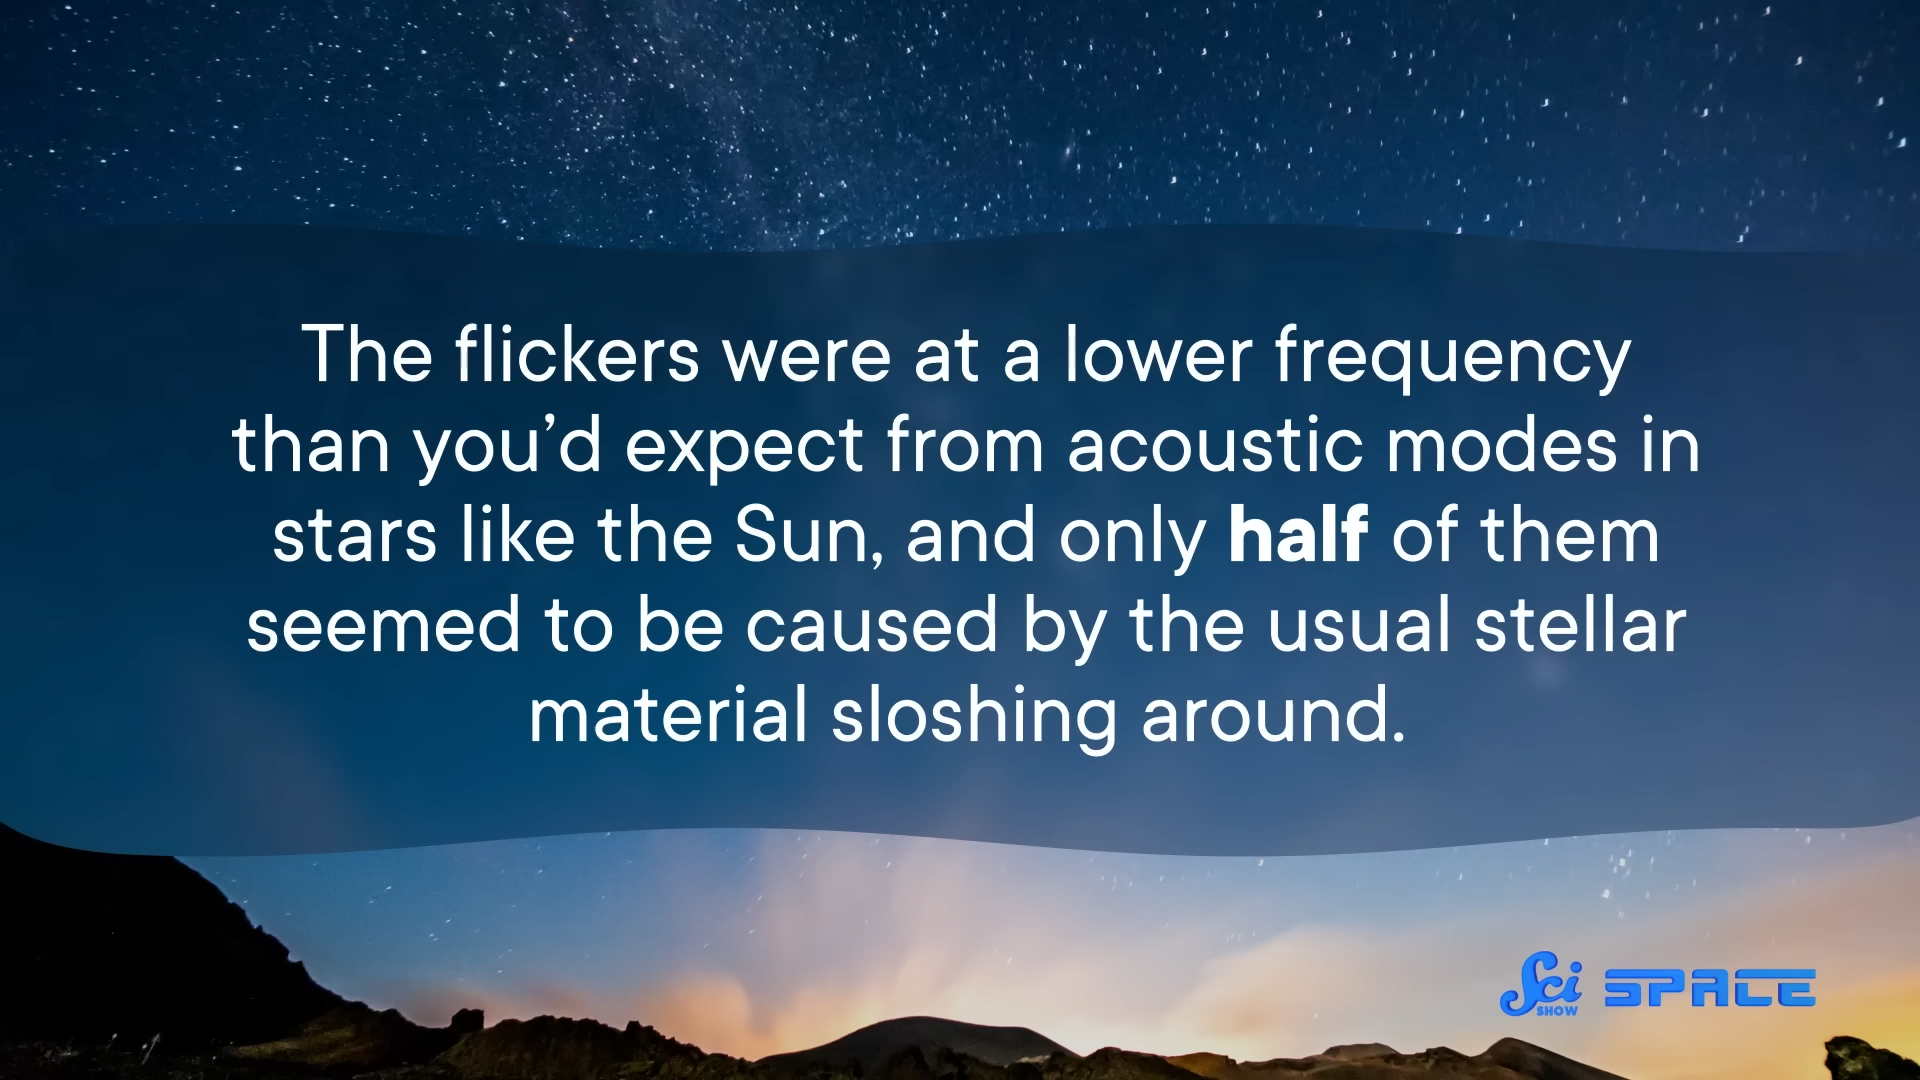 The flickers were at a lower frequency
than you’d expect from acoustic modes in
stars like the Sun, and only half of them
seemed to be caused by the usual stellar
material sloshing around.
Sci SHOW SPACE